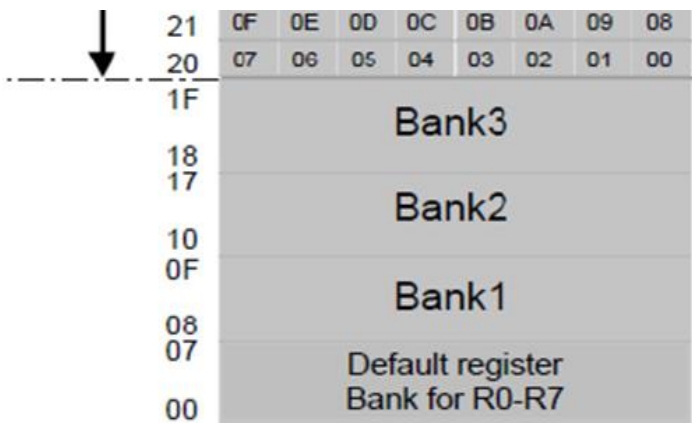 21 0F 0E 0D 0C 0B 0A 09 08
20 07 06 05 04 03 02 01 00
1F
Bank3
18
17
Bank2
10
0F
Bank1
08
07
Default register
Bank for R0-R7
00